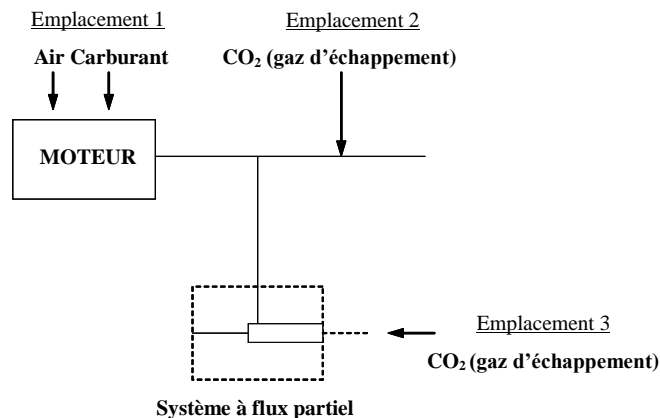 Emplacement 1
Air Carburant
Emplacement 2
CO₂ (gaz d’échappement)
MOTEUR
Emplacement 3
CO₂ (gaz d’échappement)
Système à flux partiel